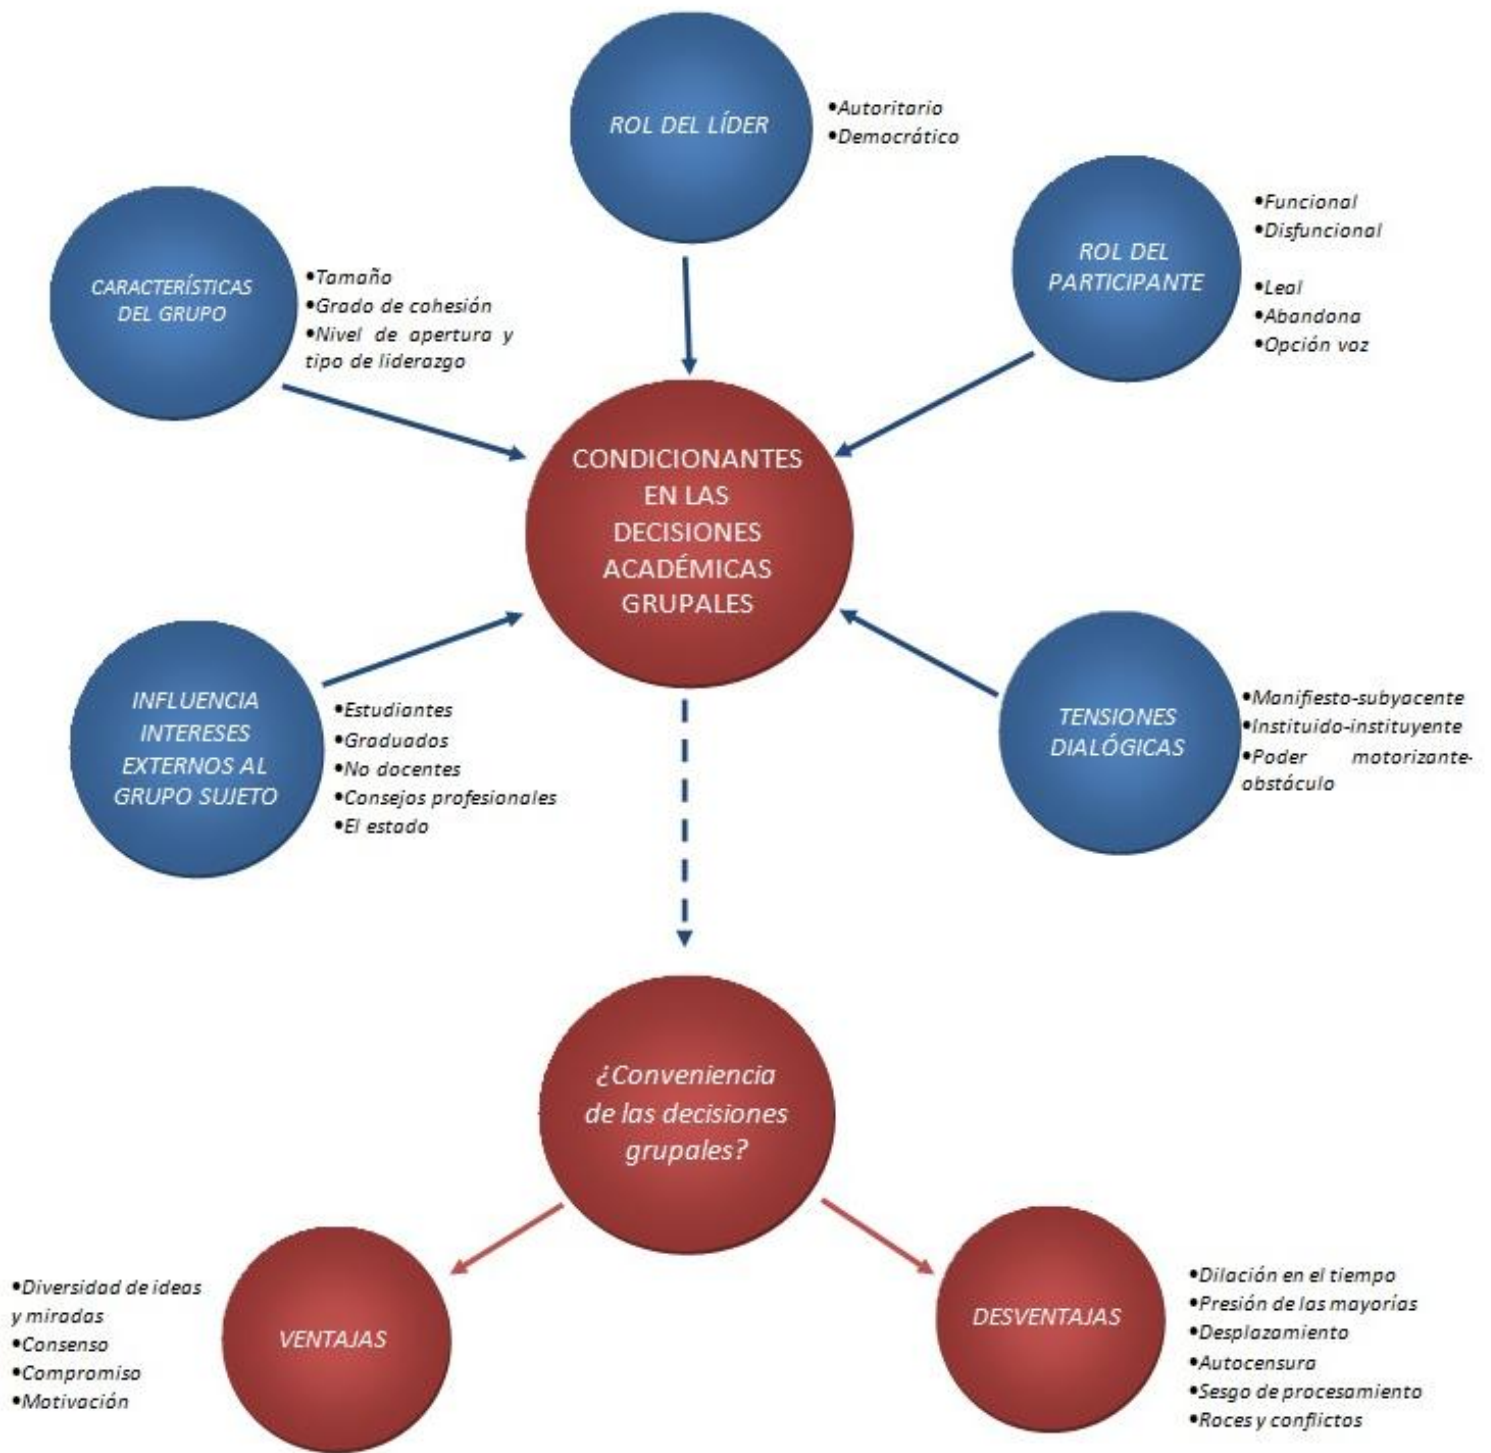 ROL DEL LÍDER
•Autoritario
•Democrático
ROL DEL
PARTICIPANTE
•Funcional
•Disfuncional
•Leal
•Abandona
•Opción voz
CARACTERÍSTICAS
DEL GRUPO
•Tamaño
•Grado de cohesión
•Nivel de apertura y
tipo de liderazgo
CONDICIONANTES
EN LAS
DECISIONES
ACADÉMICAS
GRUPALES
INFLUENCIA
INTERESES
EXTERNOS AL
GRUPO SUJETO
•Estudiantes
•Graduados
•No docentes
•Consejos profesionales
•El estado
TENSIONES
DIALÓGICAS
•Manifiesto-subyacente
•Instituido-instituyente
•Poder motorizante-
obstáculo
¿Conveniencia
de las decisiones
grupales?
•Diversidad de ideas
y miradas
•Consenso
•Compromiso
•Motivación
VENTAJAS
DESVENTAJAS
•Dilación en el tiempo
•Presión de las mayorías
•Desplazamiento
•Autocensura
•Sesgo de procesamiento
•Roces y conflictos